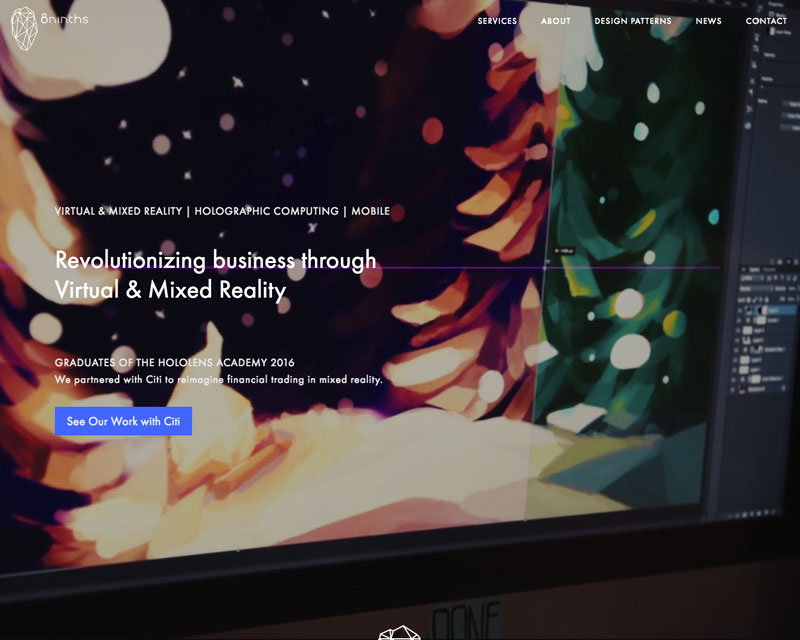 8ninths
SERVICES ABOUT DESIGN PATTERNS NEWS CONTACT
VIRTUAL & MIXED REALITY | HOLOGRAPHIC COMPUTING | MOBILE
Revolutionizing business through
Virtual & Mixed Reality
GRADUATES OF THE HOLOLENS ACADEMY 2016
We partnered with Citi to reimagine financial trading in mixed reality.
See Our Work with Citi
DONE